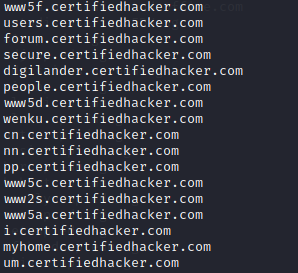 www5f.certifiedhacker.com
users.certifiedhacker.com
forum.certifiedhacker.com
secure.certifiedhacker.com
digilander.certifiedhacker.com
people.certifiedhacker.com
www5d.certifiedhacker.com
wenku.certifiedhacker.com
cn.certifiedhacker.com
nn.certifiedhacker.com
pp.certifiedhacker.com
www5c.certifiedhacker.com
www2s.certifiedhacker.com
www5a.certifiedhacker.com
i.certifiedhacker.com
myhome.certifiedhacker.com
um.certifiedhacker.com